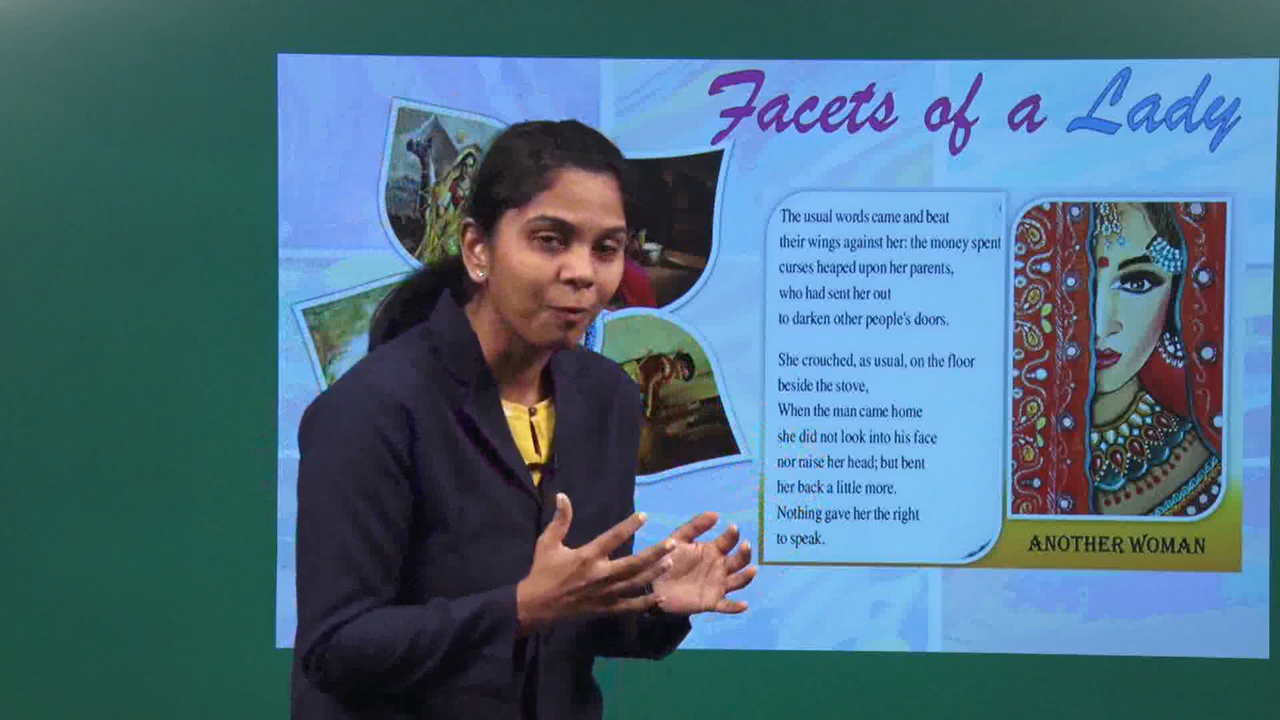 Facets of a Lady
The usual words came and beat
their wings against her: the money spent
curses heaped upon her parents,
who had sent her out
to darken other people's doors.
She crouched, as usual, on the floor
beside the stove,
When the man came home
she did not look into his face
nor raise her head; but bent
her back a little more.
Nothing gave her the right
to speak.
ANOTHER WOMAN